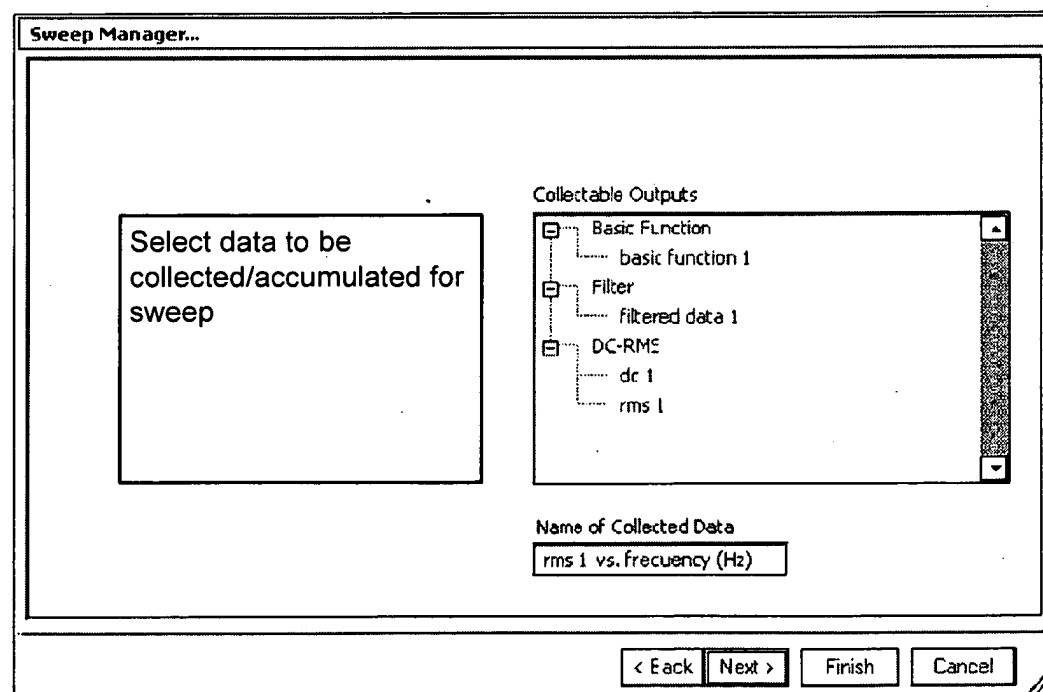 Sweep Manager...
Select data to be
collected/accumulated for
sweep
Collectable Outputs
Basic Function
basic function 1
Filter
filtered data 1
DC-RMS
dc 1
rms 1
Name of Collected Data
rms 1 vs. frecuency (Hz)
< Eack
Next >
Finish
Cancel